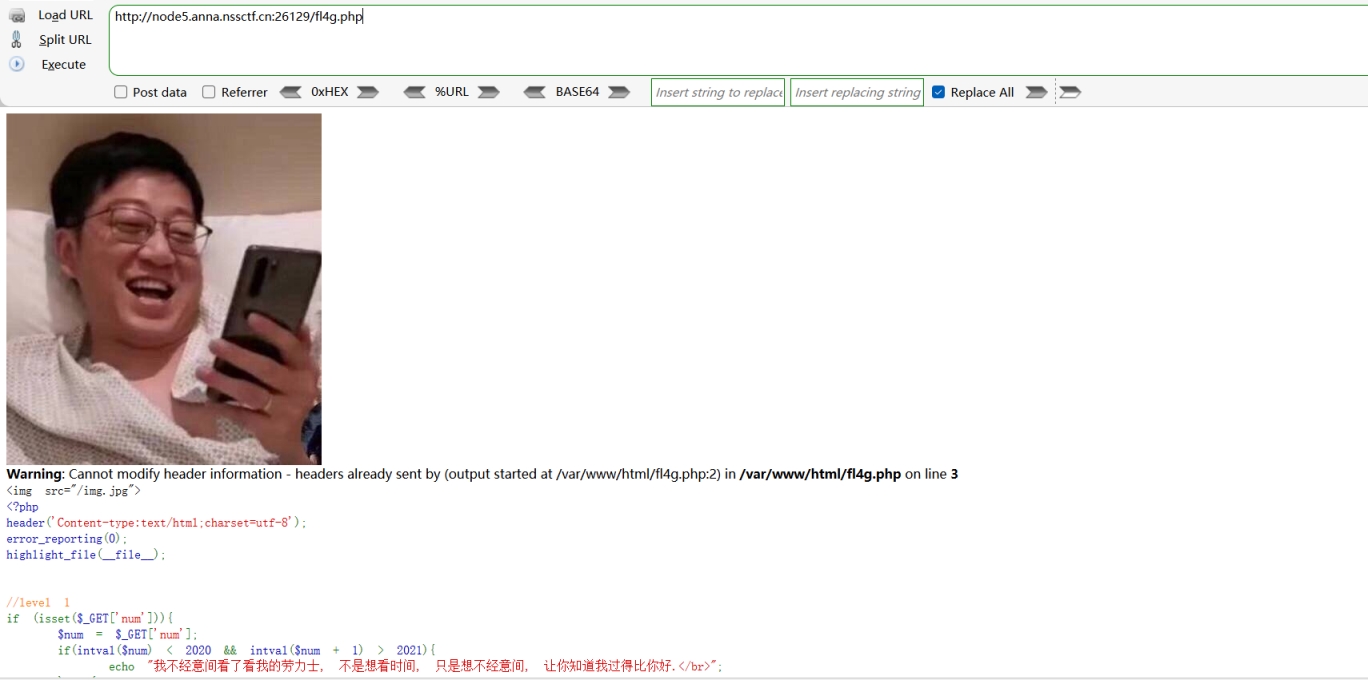 Load URL
http://node5.anna.nssctf.cn:26129/fl4g.php
Split URL
Execute
Post data Referrer 0xHEX %URL BASE64 Insert string to replace Insert replacing string Replace All
Warning: Cannot modify header information - headers already sent by (output started at /var/www/html/fl4g.php:2) in /var/www/html/fl4g.php on line 3
<img src="/img.jpg">
<?php
header('Content-type:text/html;charset=utf-8');
error_reporting(0);
highlight_file(__file__);
//level 1
if (isset($_GET['num'])){
$num = $_GET['num'];
if(intval($num) < 2020 && intval($num + 1) > 2021){
echo "我不经意间看了看我的劳力士, 不是想看时间, 只是想不经意间, 让你知道我过得比你好.</br>";